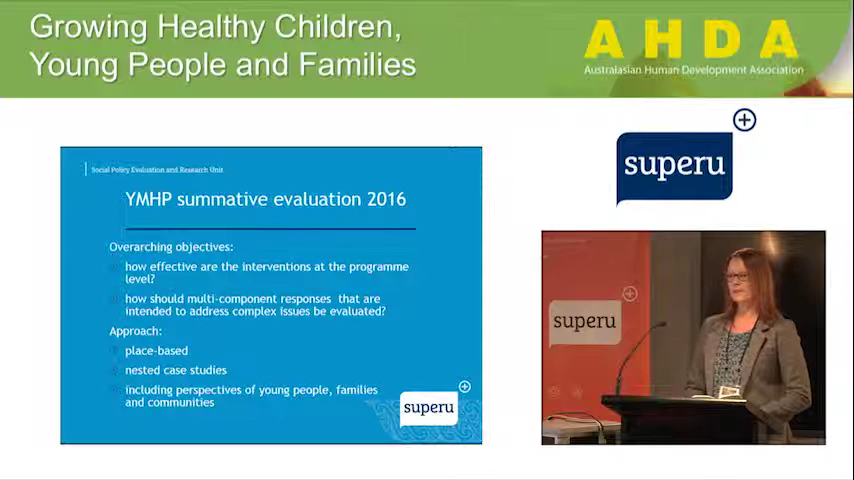 Growing Healthy Children,
Young People and Families
AHDA
Australasian Human Development Association
superu
Social Policy Evaluation and Research Unit
YMHP summative evaluation 2016
Overarching objectives:
how effective are the interventions at the programme
level?
how should multi-component responses that are
intended to address complex issues be evaluated?
Approach:
place-based
nested case studies
including perspectives of young people, families
and communities
superu
superu